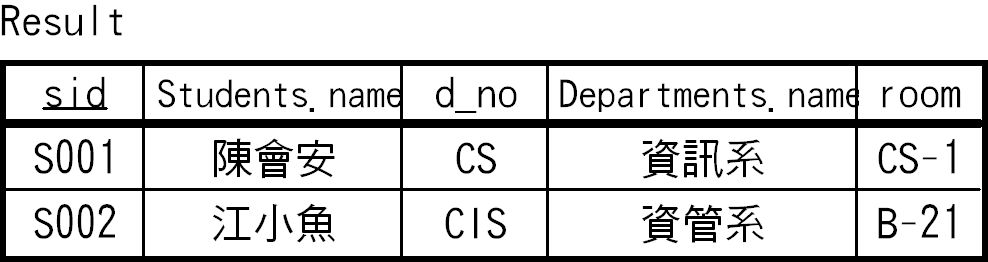 Result
sid Students.name d_no Departments.name room
S001 陳會安 CS 資訊系 CS-1
S002 江小魚 CIS 資管系 B-21